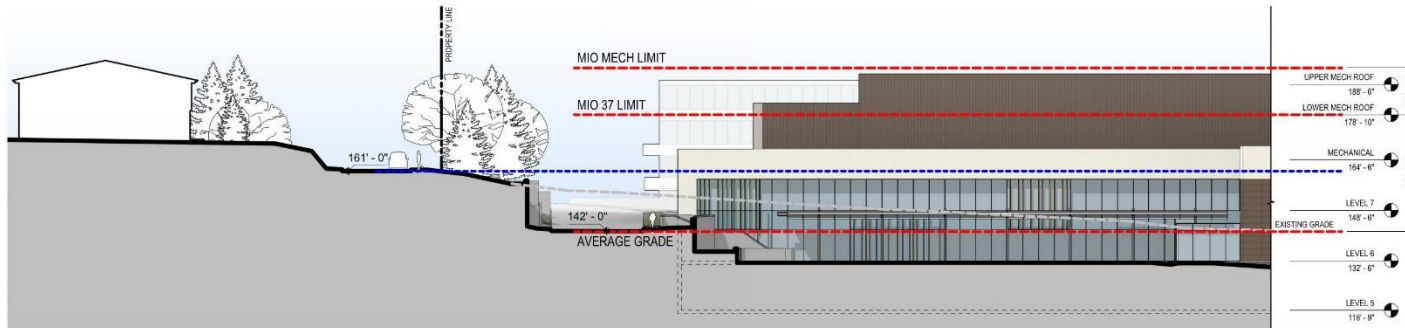 PROPERTY LINE
MIO MECH LIMIT
UPPER MECH ROOF
188' - 6"
MIO 37 LIMIT
LOWER MECH ROOF
178' - 10"
161' - 0"
MECHANICAL
164' - 6"
LEVEL 7
148' - 6"
142' - 0"
AVERAGE GRADE
EXISTING GRADE
LEVEL 6
132' - 6"
LEVEL 5
116' - 9"